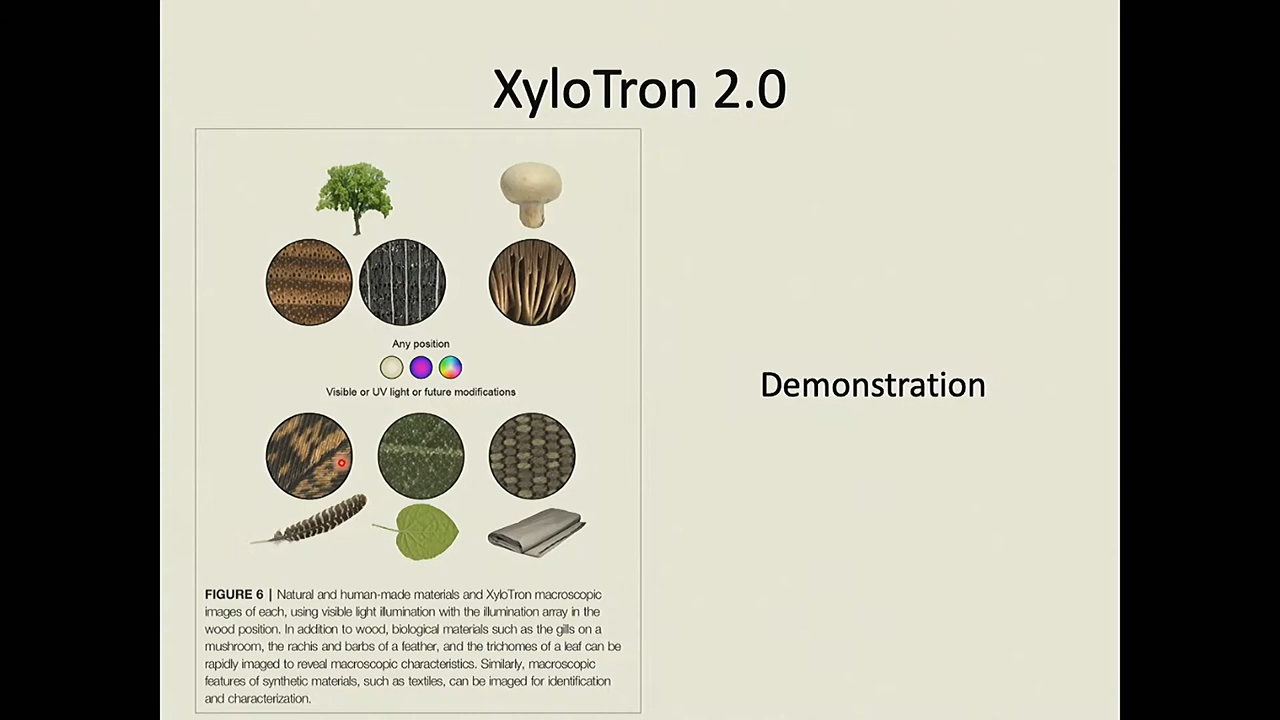 XyloTron 2.0
Any position
Visible or UV light or future modifications
FIGURE 6 | Natural and human-made materials and XyloTron macroscopic
images of each, using visible light illumination with the illumination array in the
wood position. In addition to wood, biological materials such as the gills on a
mushroom, the rachis and barbs of a feather, and the trichomes of a leaf can be
rapidly imaged to reveal macroscopic characteristics. Similarly, macroscopic
features of synthetic materials, such as textiles, can be imaged for identification
and characterization.
Demonstration